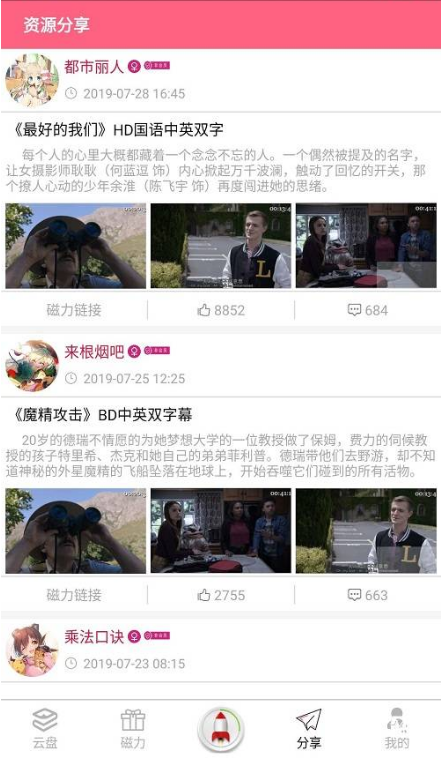 资源分享
都市丽人
2019-07-28 16:45
《最好的我们》HD国语中英双字
每个人的心里大概都藏着一个念念不忘的人。一个偶然被提及的名字，
让女摄影师耿耿（何蓝逗 饰）内心掀起万千波澜，触动了回忆的开关，那
个撩人心动的少年余淮（陈飞宇 饰）再度闯进她的思绪。
磁力链接
8852
684
来根烟吧
2019-07-25 12:25
《魔精攻击》BD中英双字幕
20岁的德瑞不情愿的为她梦想大学的一位教授做了保姆，费力的伺候教
授的孩子特里希、杰克和她自己的弟弟菲利普。德瑞带他们去野游，却不知
道神秘的外星魔精的飞船坠落在地球上，开始吞噬它们碰到的所有活物。
磁力链接
2755
663
乘法口诀
2019-07-23 08:15
云盘
磁力
分享
我的